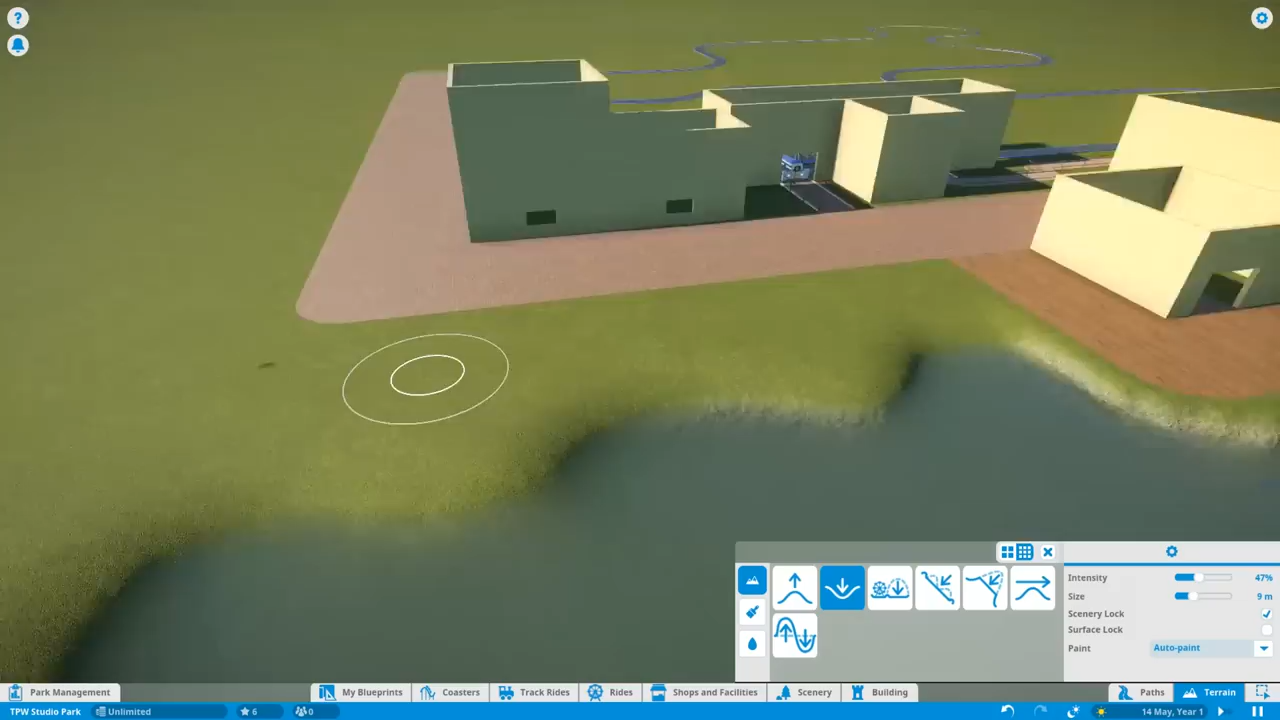 ?
Intensity 47%
Size 9 m
Scenery Lock
Surface Lock
Paint Auto-paint
Park Management My Blueprints Coasters Track Rides Rides Shops and Facilities Scenery Building Paths Terrain
TPW Studio Park Unlimited 6 0 14 May, Year 1